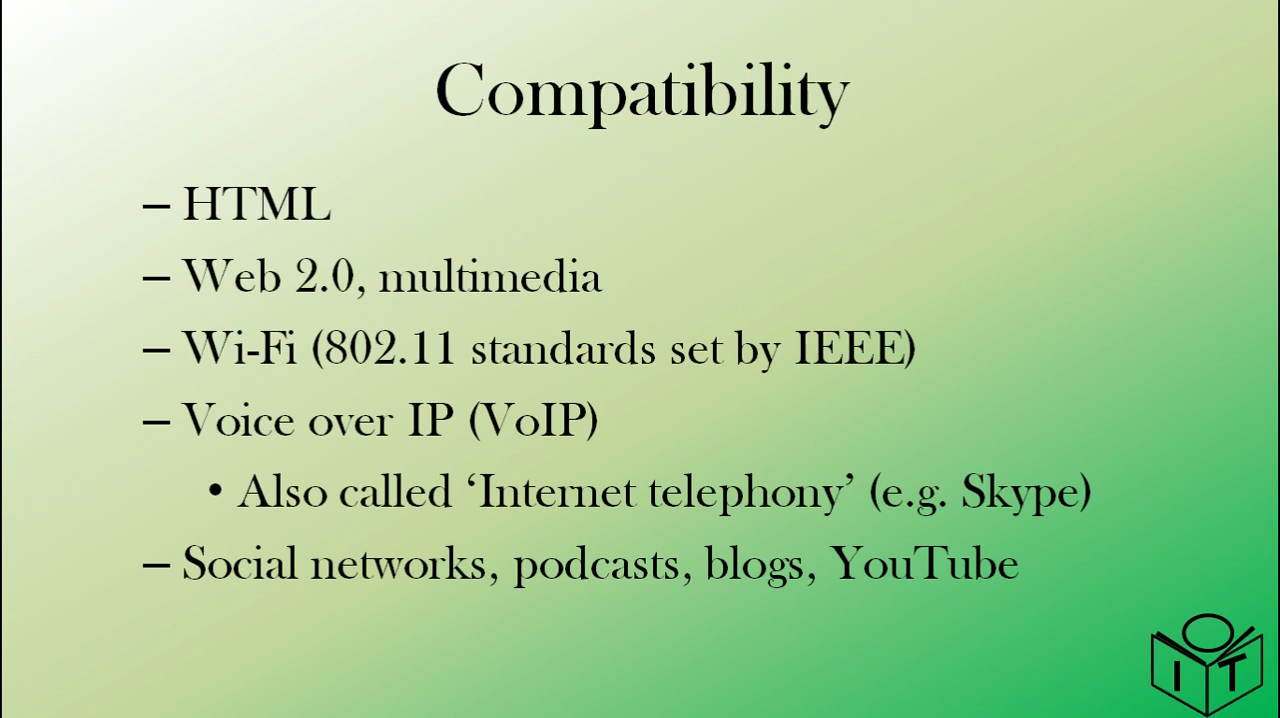 Compatibility
– HTML
– Web 2.0, multimedia
– Wi-Fi (802.11 standards set by IEEE)
– Voice over IP (VoIP)
• Also called ‘Internet telephony’ (e.g. Skype)
– Social networks, podcasts, blogs, YouTube
I O T